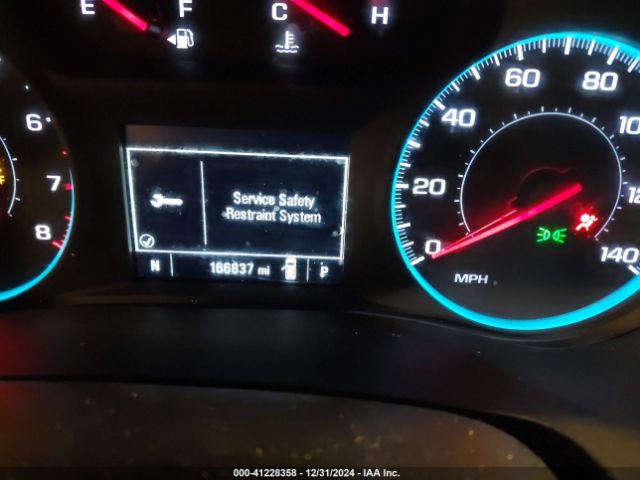 E F C H
6 7 8
Service Safety
Restraint System
N 166837 mi P
0 20 40 60 80
140
MPH
000-41228358 - 12/31/2024 - IAA Inc.